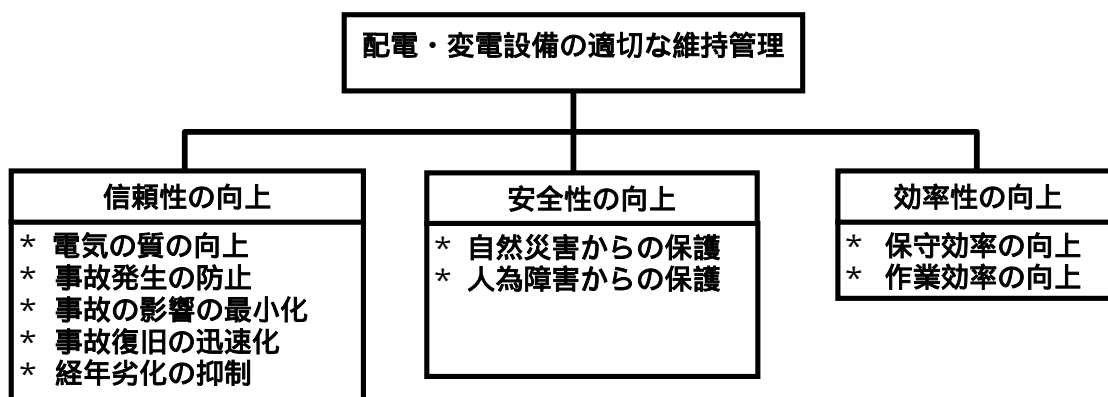 配電・変電設備の適切な維持管理
信頼性の向上
* 電気の質の向上
* 事故発生の防止
* 事故の影響の最小化
* 事故復旧の迅速化
* 経年劣化の抑制
安全性の向上
* 自然災害からの保護
* 人為障害からの保護
効率性の向上
* 保守効率の向上
* 作業効率の向上